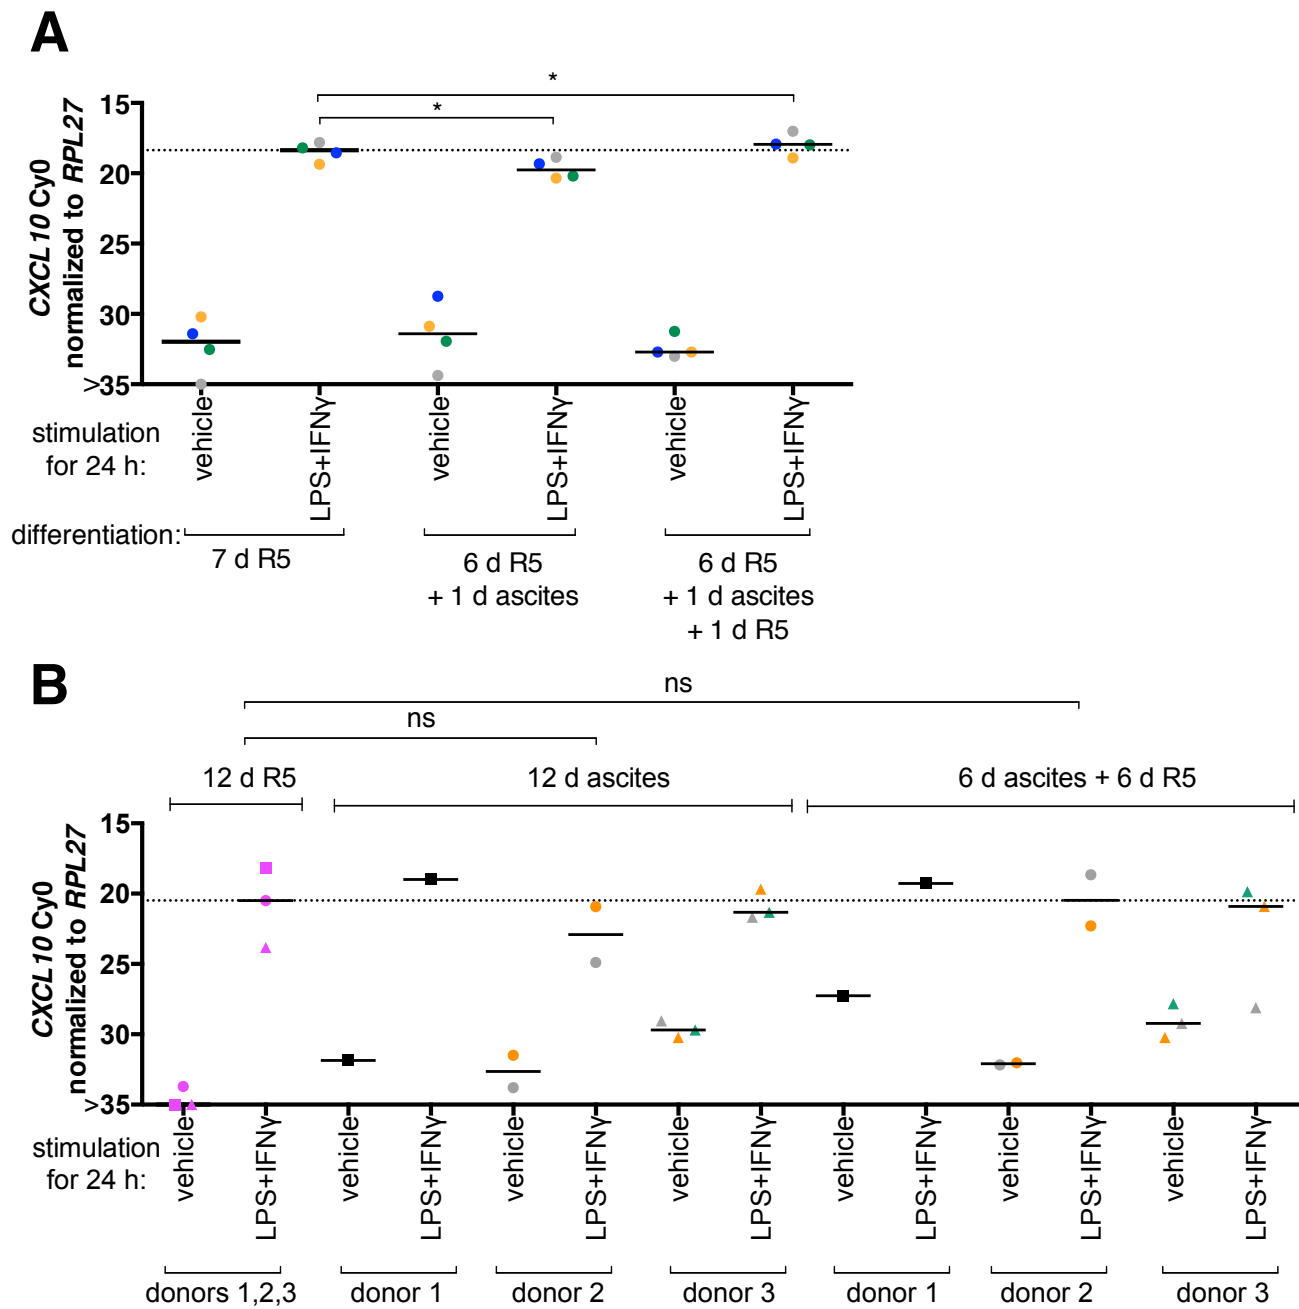 A
*
*
15
20
25
30
>35
CXCL10 Cy0
normalized to RPL27
stimulation
for 24 h:
vehicle
LPS+IFNγ
vehicle
LPS+IFNγ
vehicle
LPS+IFNγ
differentiation:
7 d R5
6 d R5
+ 1 d ascites
6 d R5
+ 1 d ascites
+ 1 d R5
B
ns
ns
12 d R5
12 d ascites
6 d ascites + 6 d R5
15
20
25
30
>35
CXCL10 Cy0
normalized to RPL27
stimulation
for 24 h:
vehicle
LPS+IFNγ
vehicle
LPS+IFNγ
vehicle
LPS+IFNγ
vehicle
LPS+IFNγ
vehicle
LPS+IFNγ
vehicle
LPS+IFNγ
vehicle
LPS+IFNγ
donors 1,2,3
donor 1
donor 2
donor 3
donor 1
donor 2
donor 3